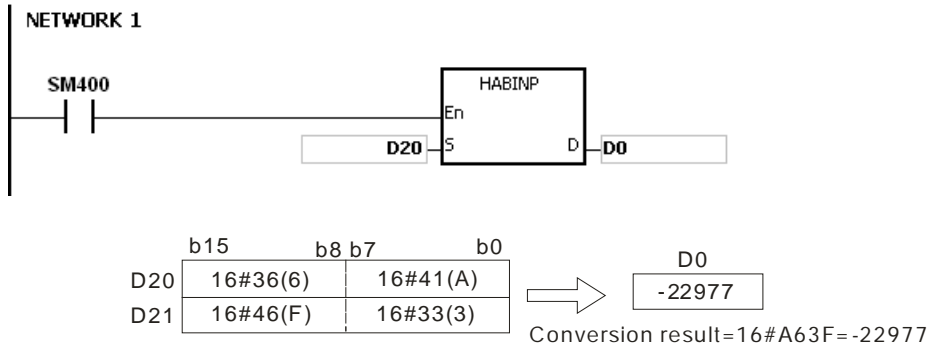 NETWORK 1
SM400
HABINP
En
D20 S D D0
b15 b8 b7 b0
D0
D20 16#36(6) 16#41(A)
-22977
D21 16#46(F) 16#33(3)
Conversion result=16#A63F=-22977